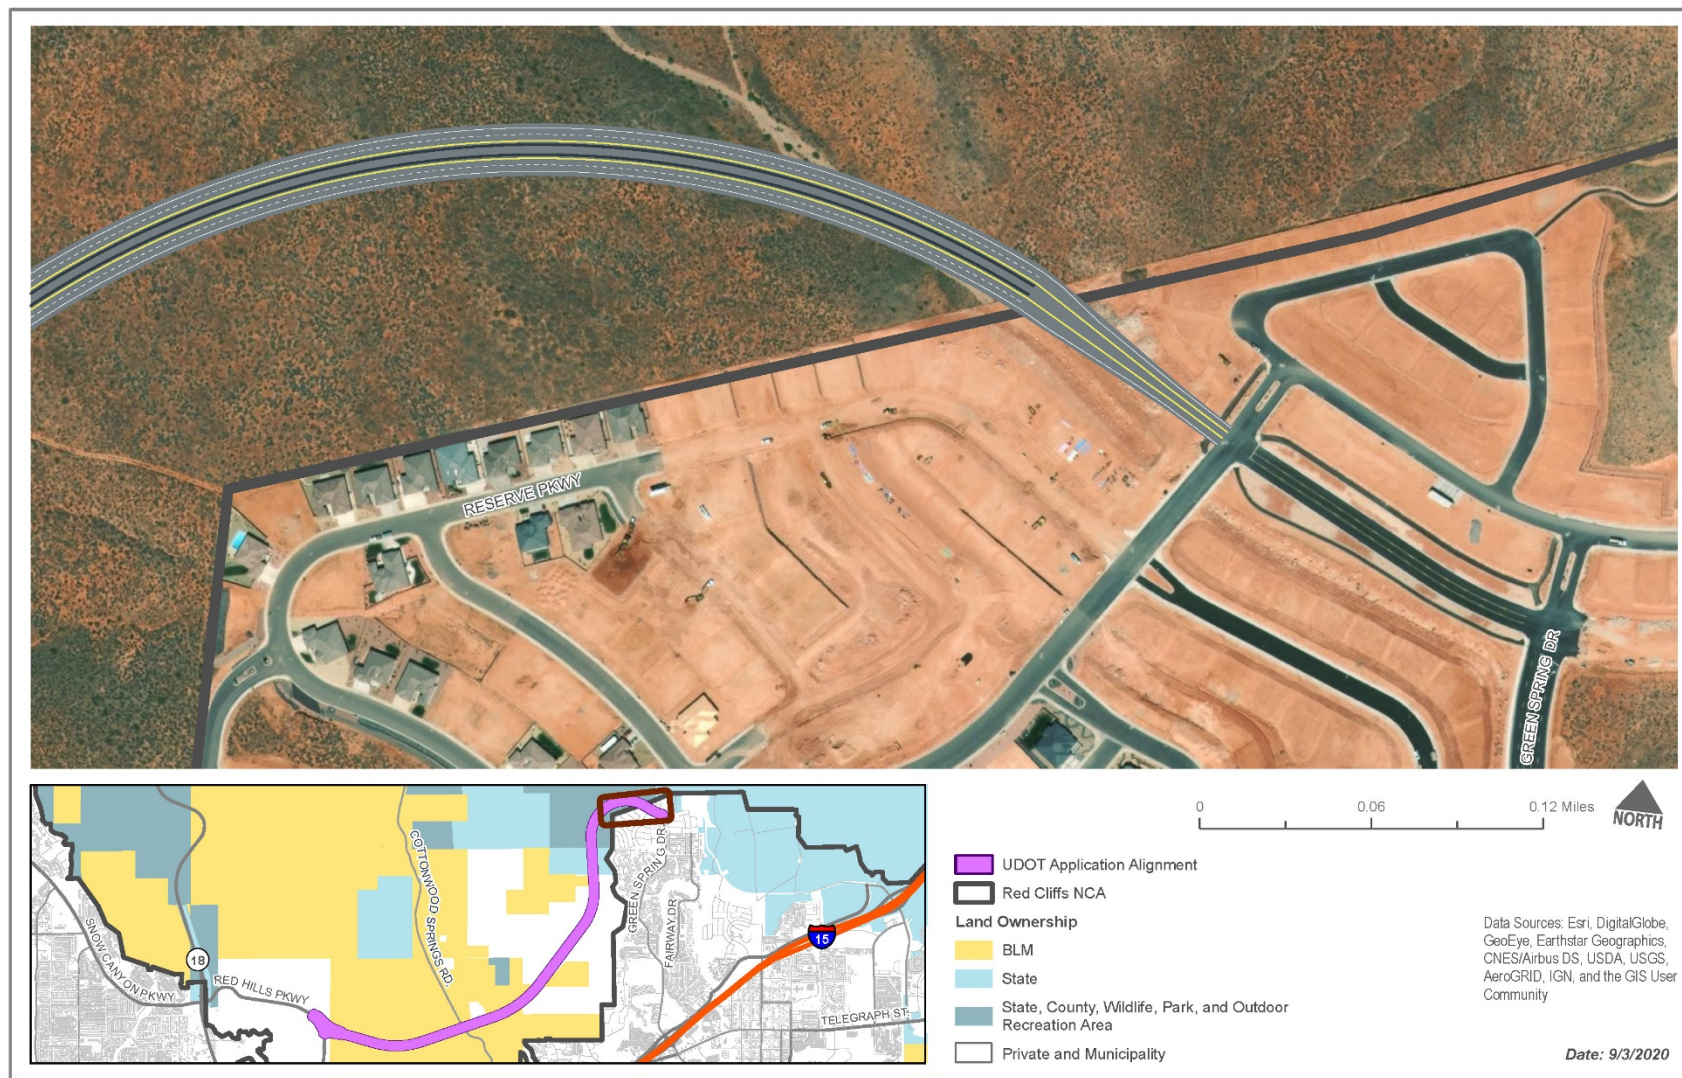 RESERVE PKWY
GREEN SPRING DR
0
0.06
0.12 Miles
NORTH
SNOW CANYON PKWY
18
RED HILLS PKWY
COTTONWOOD SPRINGS RD.
GREEN SPRING DR.
FAIRWAY DR.
15
TELEGRAPH ST.
UDOT Application Alignment
Red Cliffs NCA
Land Ownership
BLM
State
State, County, Wildlife, Park, and Outdoor
Recreation Area
Private and Municipality
Data Sources: Esri, DigitalGlobe,
GeoEye, Earthstar Geographics,
CNES/Airbus DS, USDA, USGS,
AeroGRID, IGN, and the GIS User
Community
Date: 9/3/2020